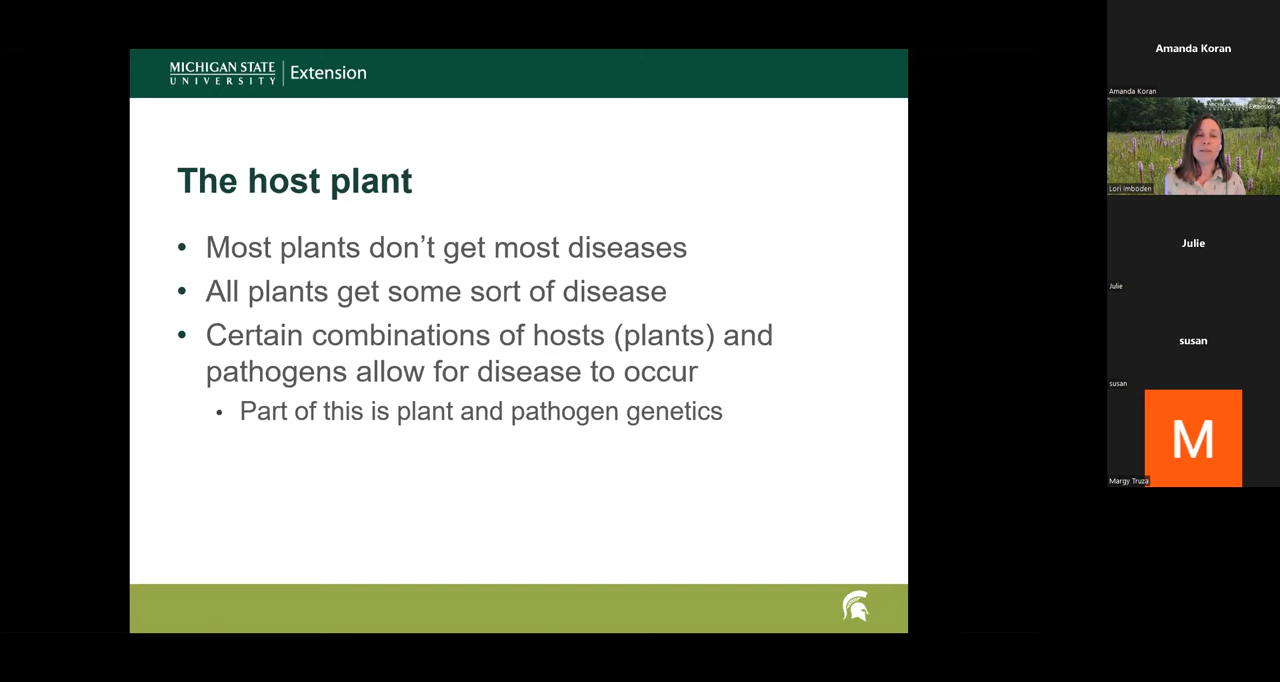 MICHIGAN STATE
UNIVERSITY
Extension
The host plant
• Most plants don’t get most diseases
• All plants get some sort of disease
• Certain combinations of hosts (plants) and
pathogens allow for disease to occur
• Part of this is plant and pathogen genetics
Amanda Koran
Amanda Koran
Extension
Lori Imboden
Julie
Julie
susan
susan
M
Margy Truza